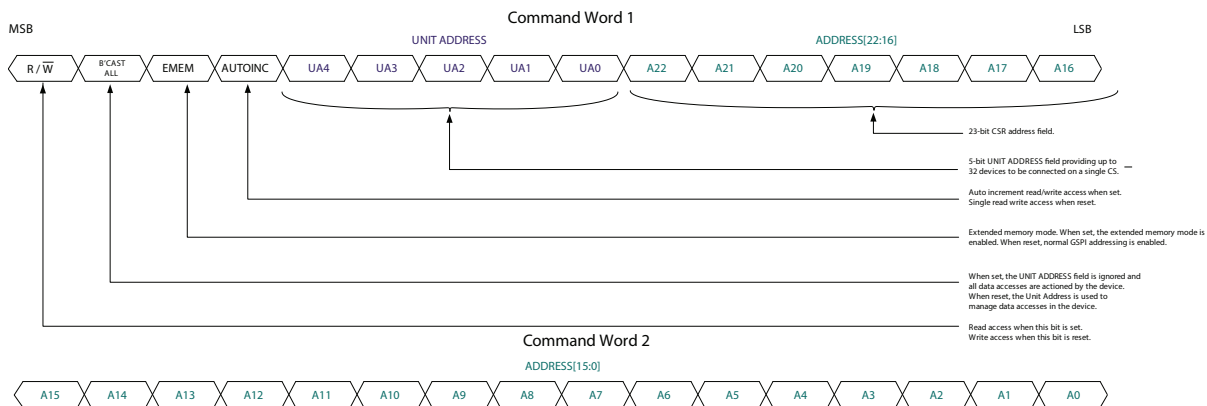 Command Word 1
MSB
LSB
UNIT ADDRESS
ADDRESS[22:16]
R / W
B'CAST
ALL
EMEM
AUTOINC
UA4
UA3
UA2
UA1
UA0
A22
A21
A20
A19
A18
A17
A16
23-bit CSR address field.
5-bit UNIT ADDRESS field providing up to
32 devices to be connected on a single CS.
Auto increment read/write access when set.
Single read write access when reset.
Extended memory mode. When set, the extended memory mode is
enabled. When reset, normal GSPI addressing is enabled.
When set, the UNIT ADDRESS field is ignored and
all data accesses are actioned by the device.
When reset, the Unit Address is used to
manage data accesses in the device.
Read access when this bit is set.
Write access when this bit is reset.
Command Word 2
ADDRESS[15:0]
A15
A14
A13
A12
A11
A10
A9
A8
A7
A6
A5
A4
A3
A2
A1
A0